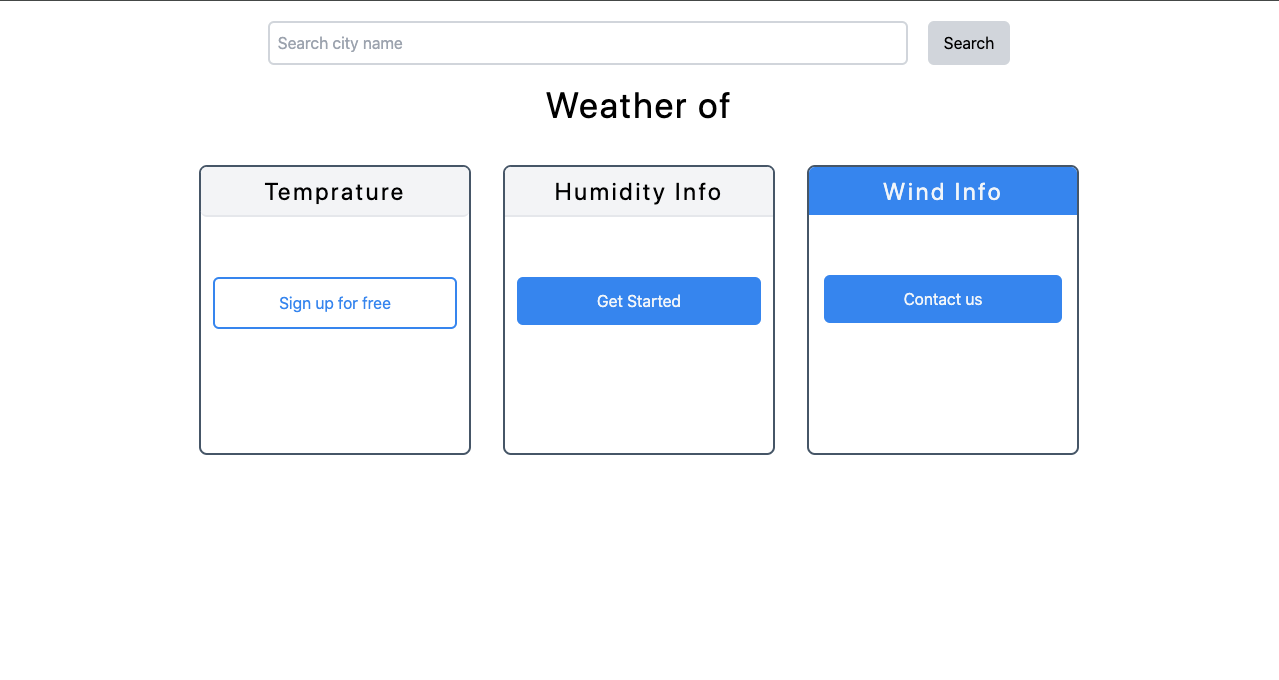 Search city name
Search
Weather of
Temprature
Humidity Info
Wind Info
Sign up for free
Get Started
Contact us